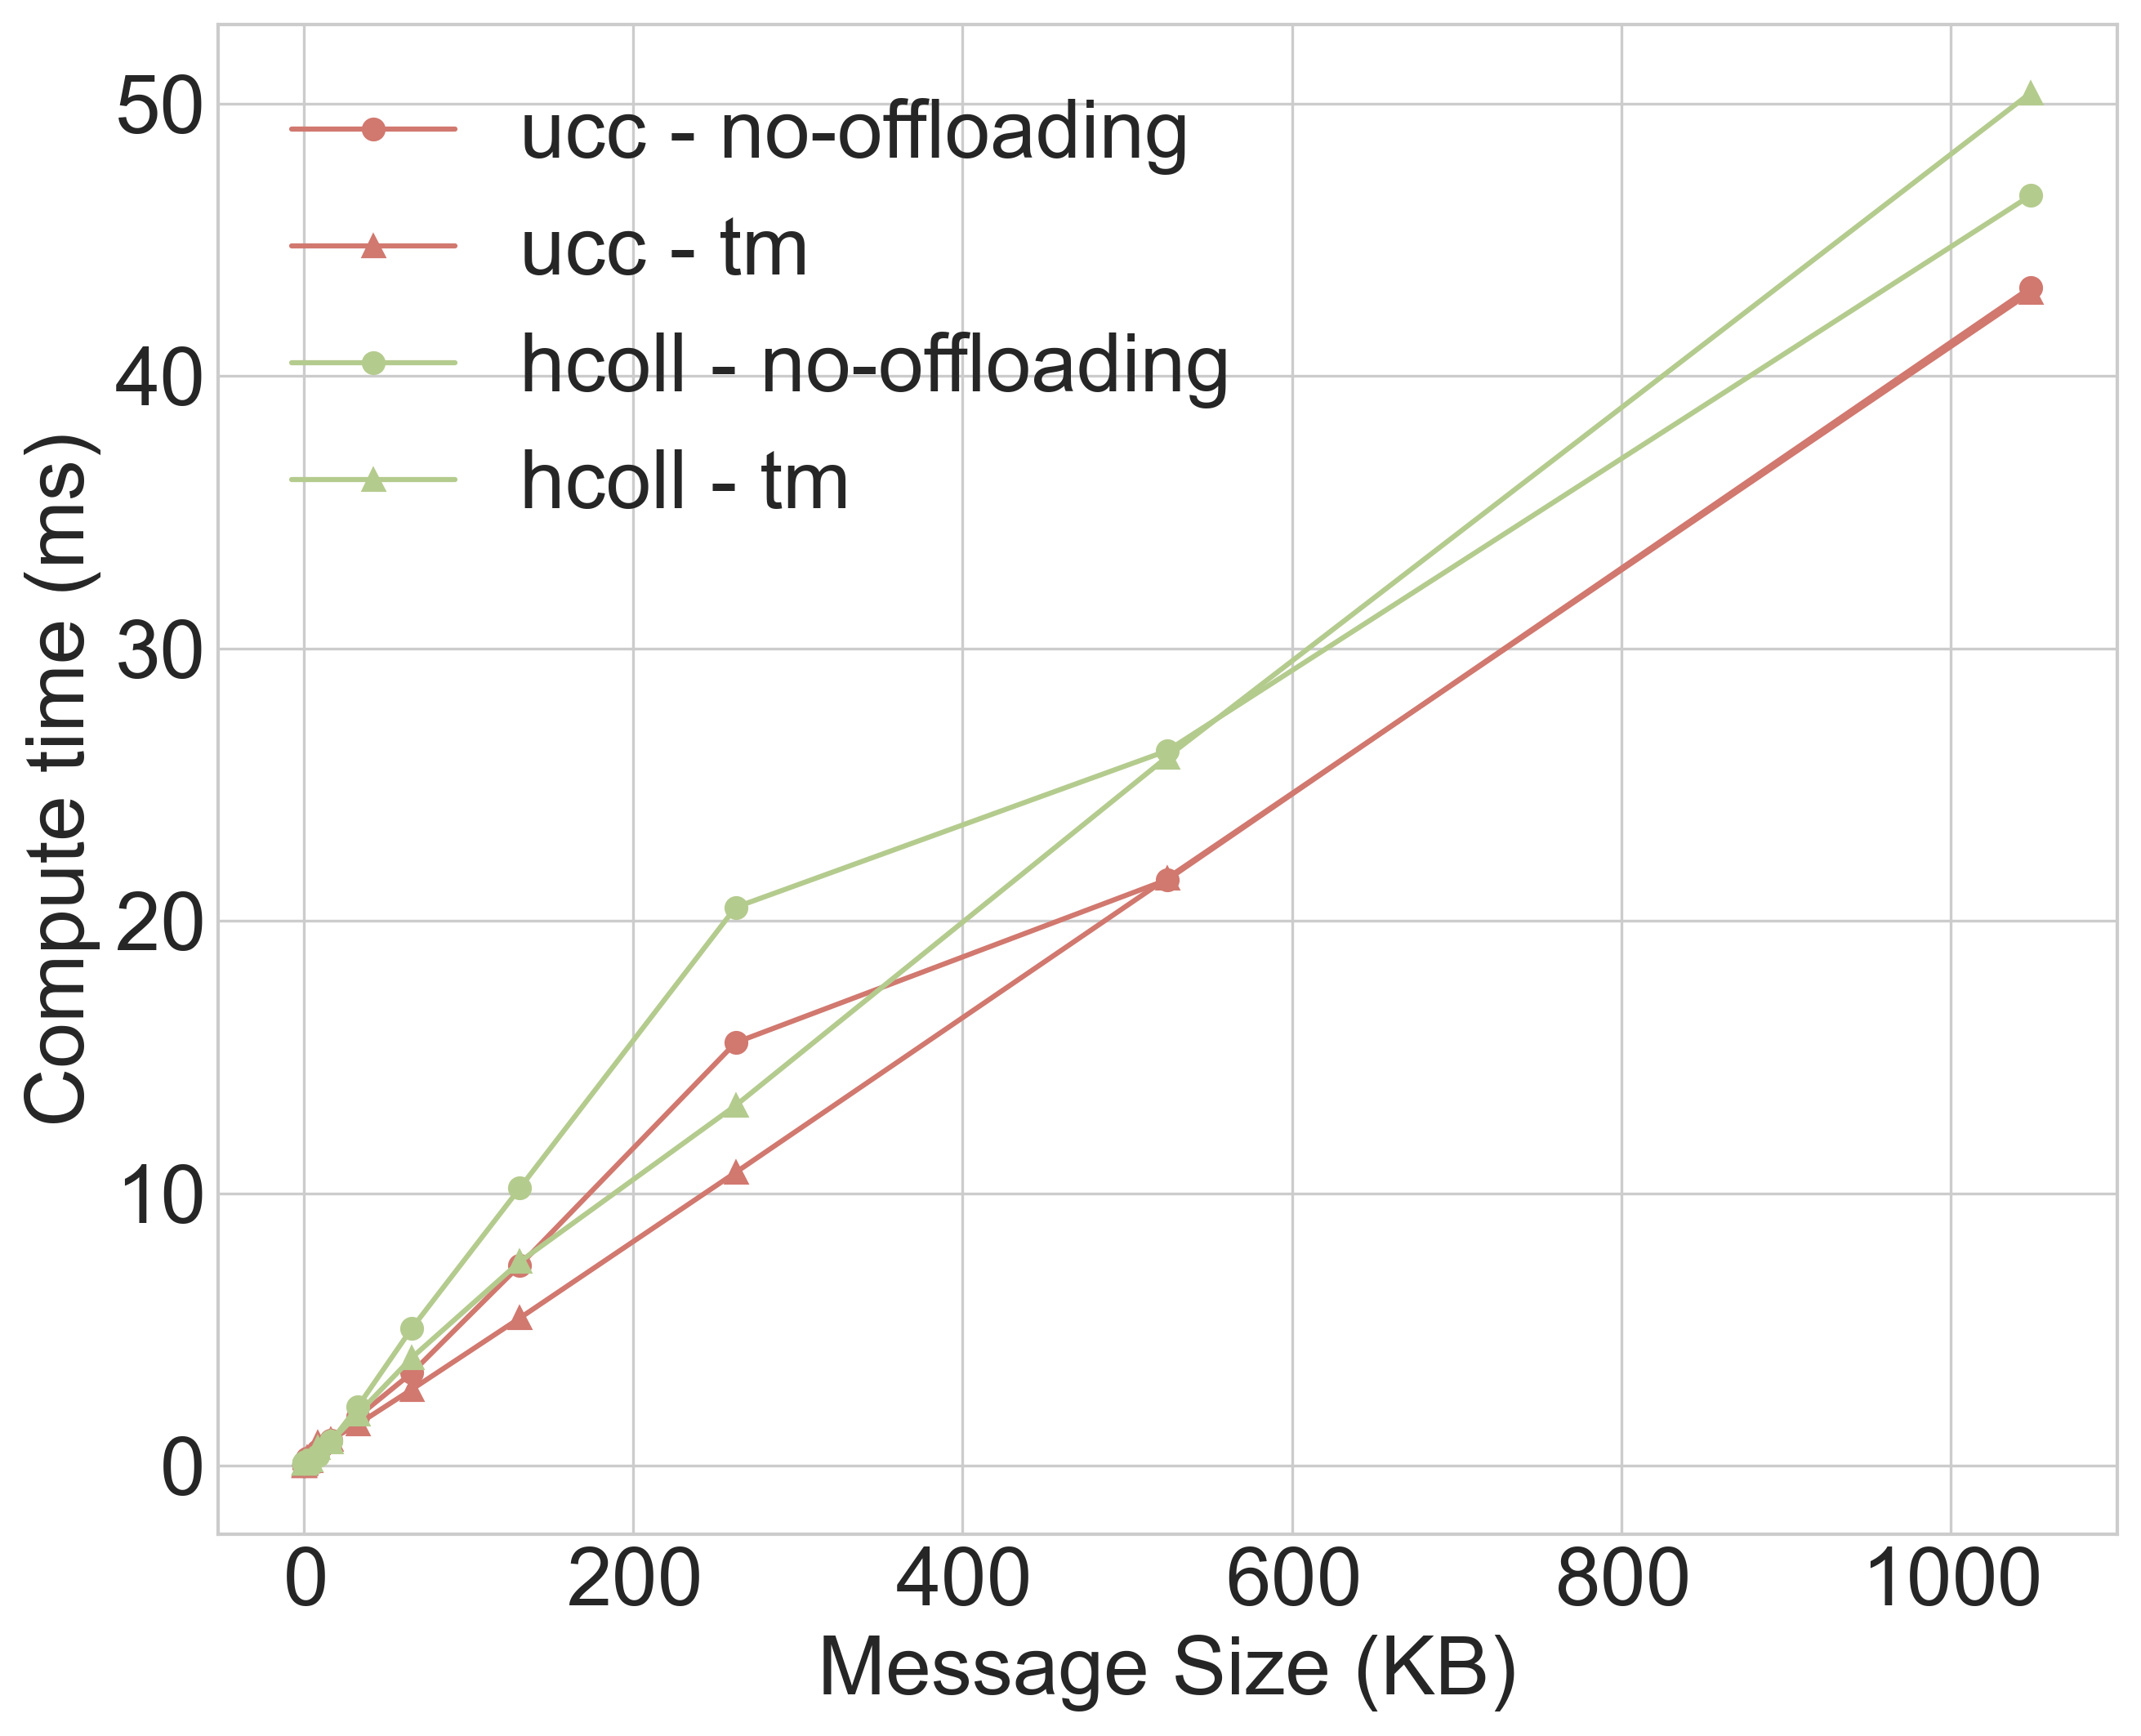 50
40
30
20
10
0
Compute time (ms)
ucc - no-offloading
ucc - tm
hcoll - no-offloading
hcoll - tm
0 200 400 600 800 1000
Message Size (KB)